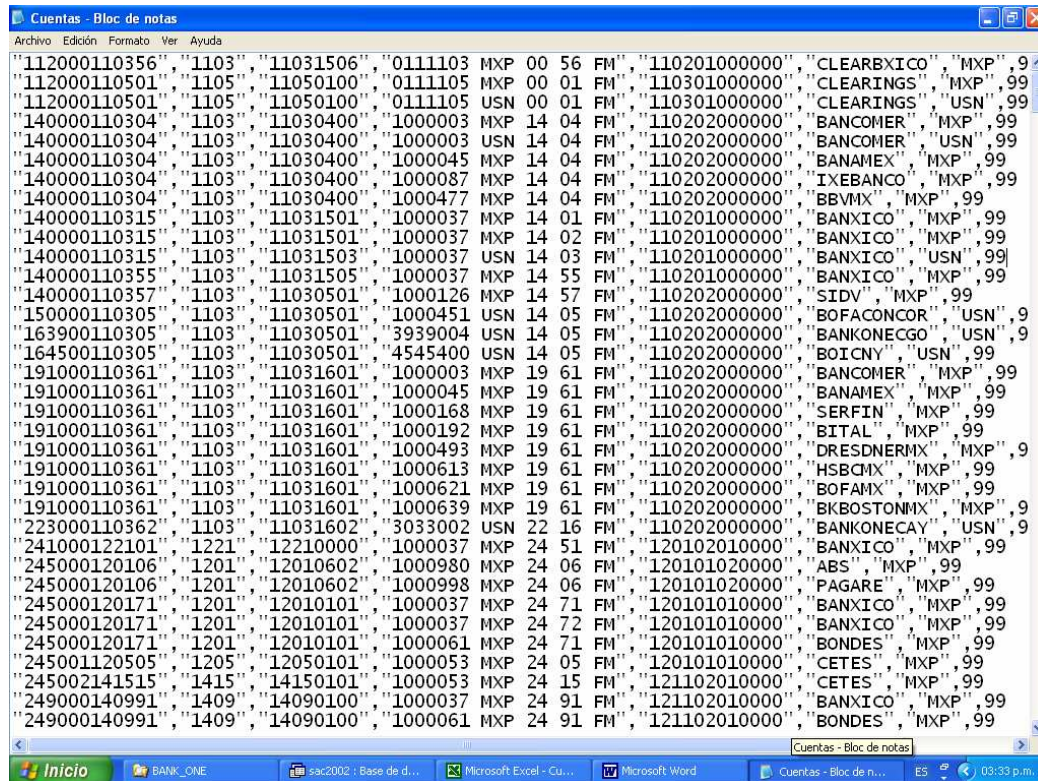 Cuentas - Bloc de notas
Archivo Edición Formato Ver Ayuda
"112000110356","1103","11031506","0111103 MXP 00 56 FM","110201000000","CLEARBXICO","MXP",9
"112000110501","1105","11050100","0111105 MXP 00 01 FM","110301000000","CLEARINGS","MXP",99
"112000110501","1105","11050100","0111105 USN 00 01 FM","110301000000","CLEARINGS","USN",99
"140000110304","1103","11030400","1000003 MXP 14 04 FM","110202000000","BANCOMER","MXP",99
"140000110304","1103","11030400","1000003 USN 14 04 FM","110202000000","BANCOMER","USN",99
"140000110304","1103","11030400","1000045 MXP 14 04 FM","110202000000","BANAMEX","MXP",99
"140000110304","1103","11030400","1000087 MXP 14 04 FM","110202000000","IXEBANCO","MXP",99
"140000110304","1103","11030400","1000477 MXP 14 04 FM","110202000000","BBVMX","MXP",99
"140000110315","1103","11031501","1000037 MXP 14 01 FM","110201000000","BANXICO","MXP",99
"140000110315","1103","11031501","1000037 MXP 14 02 FM","110201000000","BANXICO","MXP",99
"140000110315","1103","11031503","1000037 USN 14 03 FM","110201000000","BANXICO","USN",99
"140000110355","1103","11031505","1000037 MXP 14 55 FM","110201000000","BANXICO","MXP",99
"140000110357","1103","11030501","1000126 MXP 14 57 FM","110202000000","SIDV","MXP",99
"150000110305","1103","11030501","1000451 USN 14 05 FM","110202000000","BOFACONCOR","USN",9
"163900110305","1103","11030501","3939004 USN 14 05 FM","110202000000","BANKONECGO","USN",9
"164500110305","1103","11030501","4545400 USN 14 05 FM","110202000000","BOICNY","USN",99
"191000110361","1103","11031601","1000003 MXP 19 61 FM","110202000000","BANCOMER","MXP",99
"191000110361","1103","11031601","1000045 MXP 19 61 FM","110202000000","BANAMEX","MXP",99
"191000110361","1103","11031601","1000168 MXP 19 61 FM","110202000000","SERFIN","MXP",99
"191000110361","1103","11031601","1000192 MXP 19 61 FM","110202000000","BITAL","MXP",99
"191000110361","1103","11031601","1000493 MXP 19 61 FM","110202000000","DRESDNERMX","MXP",9
"191000110361","1103","11031601","1000613 MXP 19 61 FM","110202000000","HSBCMX","MXP",99
"191000110361","1103","11031601","1000621 MXP 19 61 FM","110202000000","BOFAMX","MXP",99
"191000110361","1103","11031601","1000639 MXP 19 61 FM","110202000000","BKBOSTONMX","MXP",9
"223000110362","1103","11031602","3033002 USN 22 16 FM","110202000000","BANKONECAY","USN",9
"241000122101","1221","12210000","1000037 MXP 24 51 FM","120102010000","BANXICO","MXP",99
"245000120106","1201","12010602","1000980 MXP 24 06 FM","120101020000","ABS","MXP",99
"245000120106","1201","12010602","1000998 MXP 24 06 FM","120101020000","PAGARE","MXP",99
"245000120171","1201","12010101","1000037 MXP 24 71 FM","120101010000","BANXICO","MXP",99
"245000120171","1201","12010101","1000037 MXP 24 72 FM","120101010000","BANXICO","MXP",99
"245000120171","1201","12010101","1000061 MXP 24 71 FM","120101010000","BONDES","MXP",99
"245001120505","1205","12050101","1000053 MXP 24 05 FM","120101010000","CETES","MXP",99
"245002141515","1415","14150101","1000053 MXP 24 15 FM","121102010000","CETES","MXP",99
"249000140991","1409","14090100","1000037 MXP 24 91 FM","121102010000","BANXICO","MXP",99
"249000140991","1409","14090100","1000061 MXP 24 91 FM","121102010000","BONDES","MXP",99
Cuentas - Bloc de notas
Inicio BANK_ONE sac2002 : Base de d... Microsoft Excel - Cu... Microsoft Word Cuentas - Bloc de n... ES 03:33 p.m.